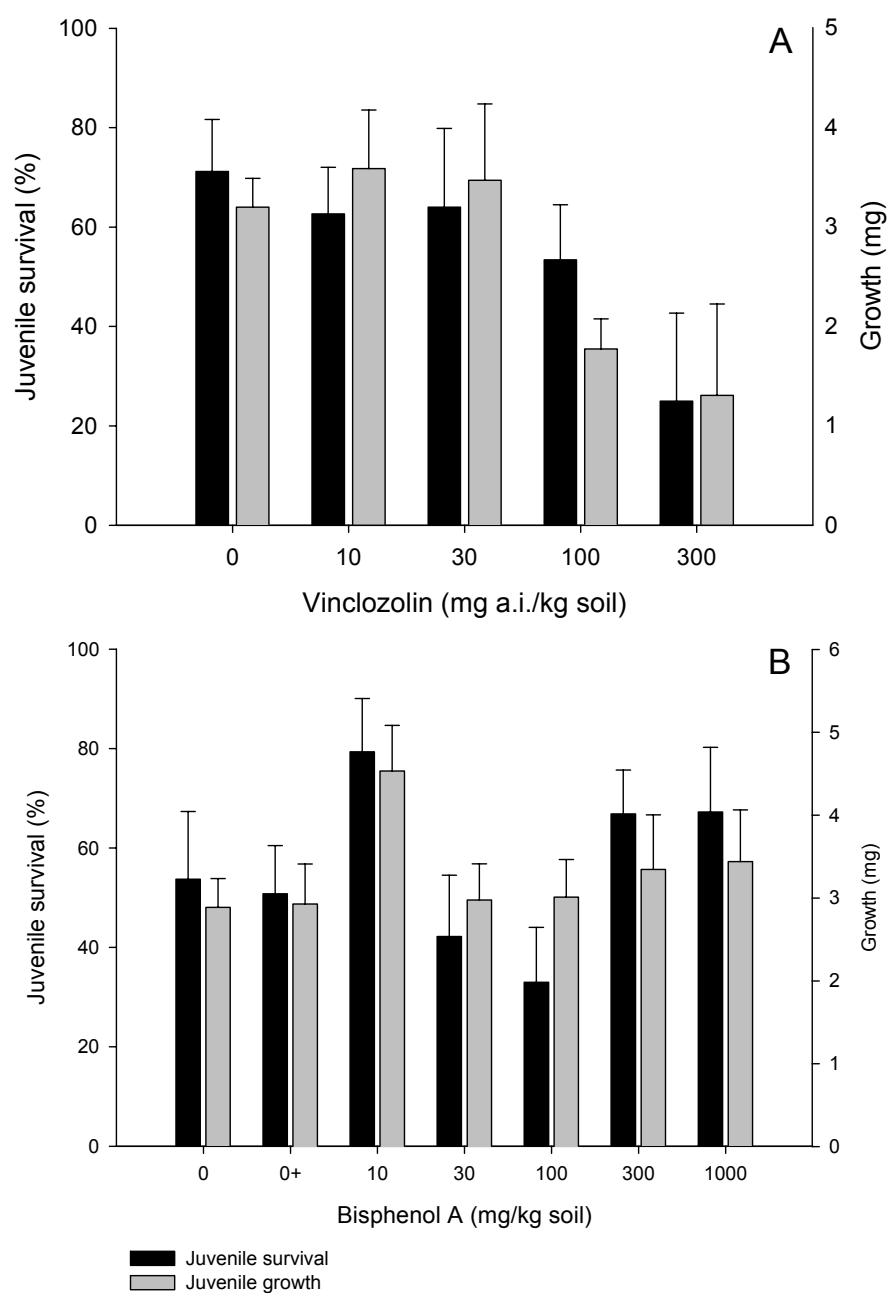 A
100
80
60
40
20
0
Juvenile survival (%)
5
4
3
2
1
0
Growth (mg)
0 10 30 100 300
Vinclozolin (mg a.i./kg soil)
B
100
80
60
40
20
0
Juvenile survival (%)
6
5
4
3
2
1
0
Growth (mg)
0 0+ 10 30 100 300 1000
Bisphenol A (mg/kg soil)
Juvenile survival
Juvenile growth